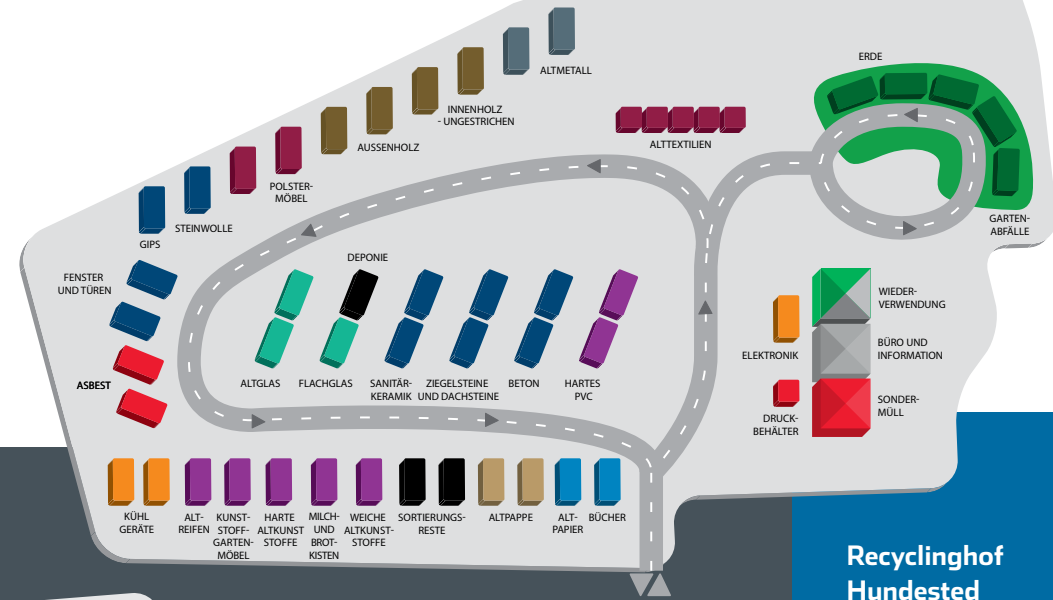 ALTMETALL
ERDE
INNENHOLZ
- UNGESTRICHEN
AUSSENHOLZ
ALTTEXTILIEN
POLSTER-
MÖBEL
STEINWOLLE
GIPS
GARTEN-
ABFÄLLE
FENSTER
UND TÜREN
DEPONIE
WIEDER-
VERWENDUNG
ELEKTRONIK
BÜRO UND
INFORMATION
ASBEST
ALTGLAS
FLACHGLAS
SANITÄR-
KERAMIK
ZIEGELSTEINE
UND DACHSTEINE
BETON
HARTES
PVC
SONDER-
MÜLL
DRUCK-
BEHÄLTER
KÜHL
GERÄTE
ALT-
REIFEN
KUNST-
STOFF-
GARTEN-
MÖBEL
HARTE
ALTKUNST
STOFFE
MILCH-
UND
BROT-
KISTEN
WEICHE
ALTKUNST-
STOFFE
SORTIERUNGS-
RESTE
ALTPAPPE
ALT-
PAPIER
BÜCHER
Recyclinghof
Hundested